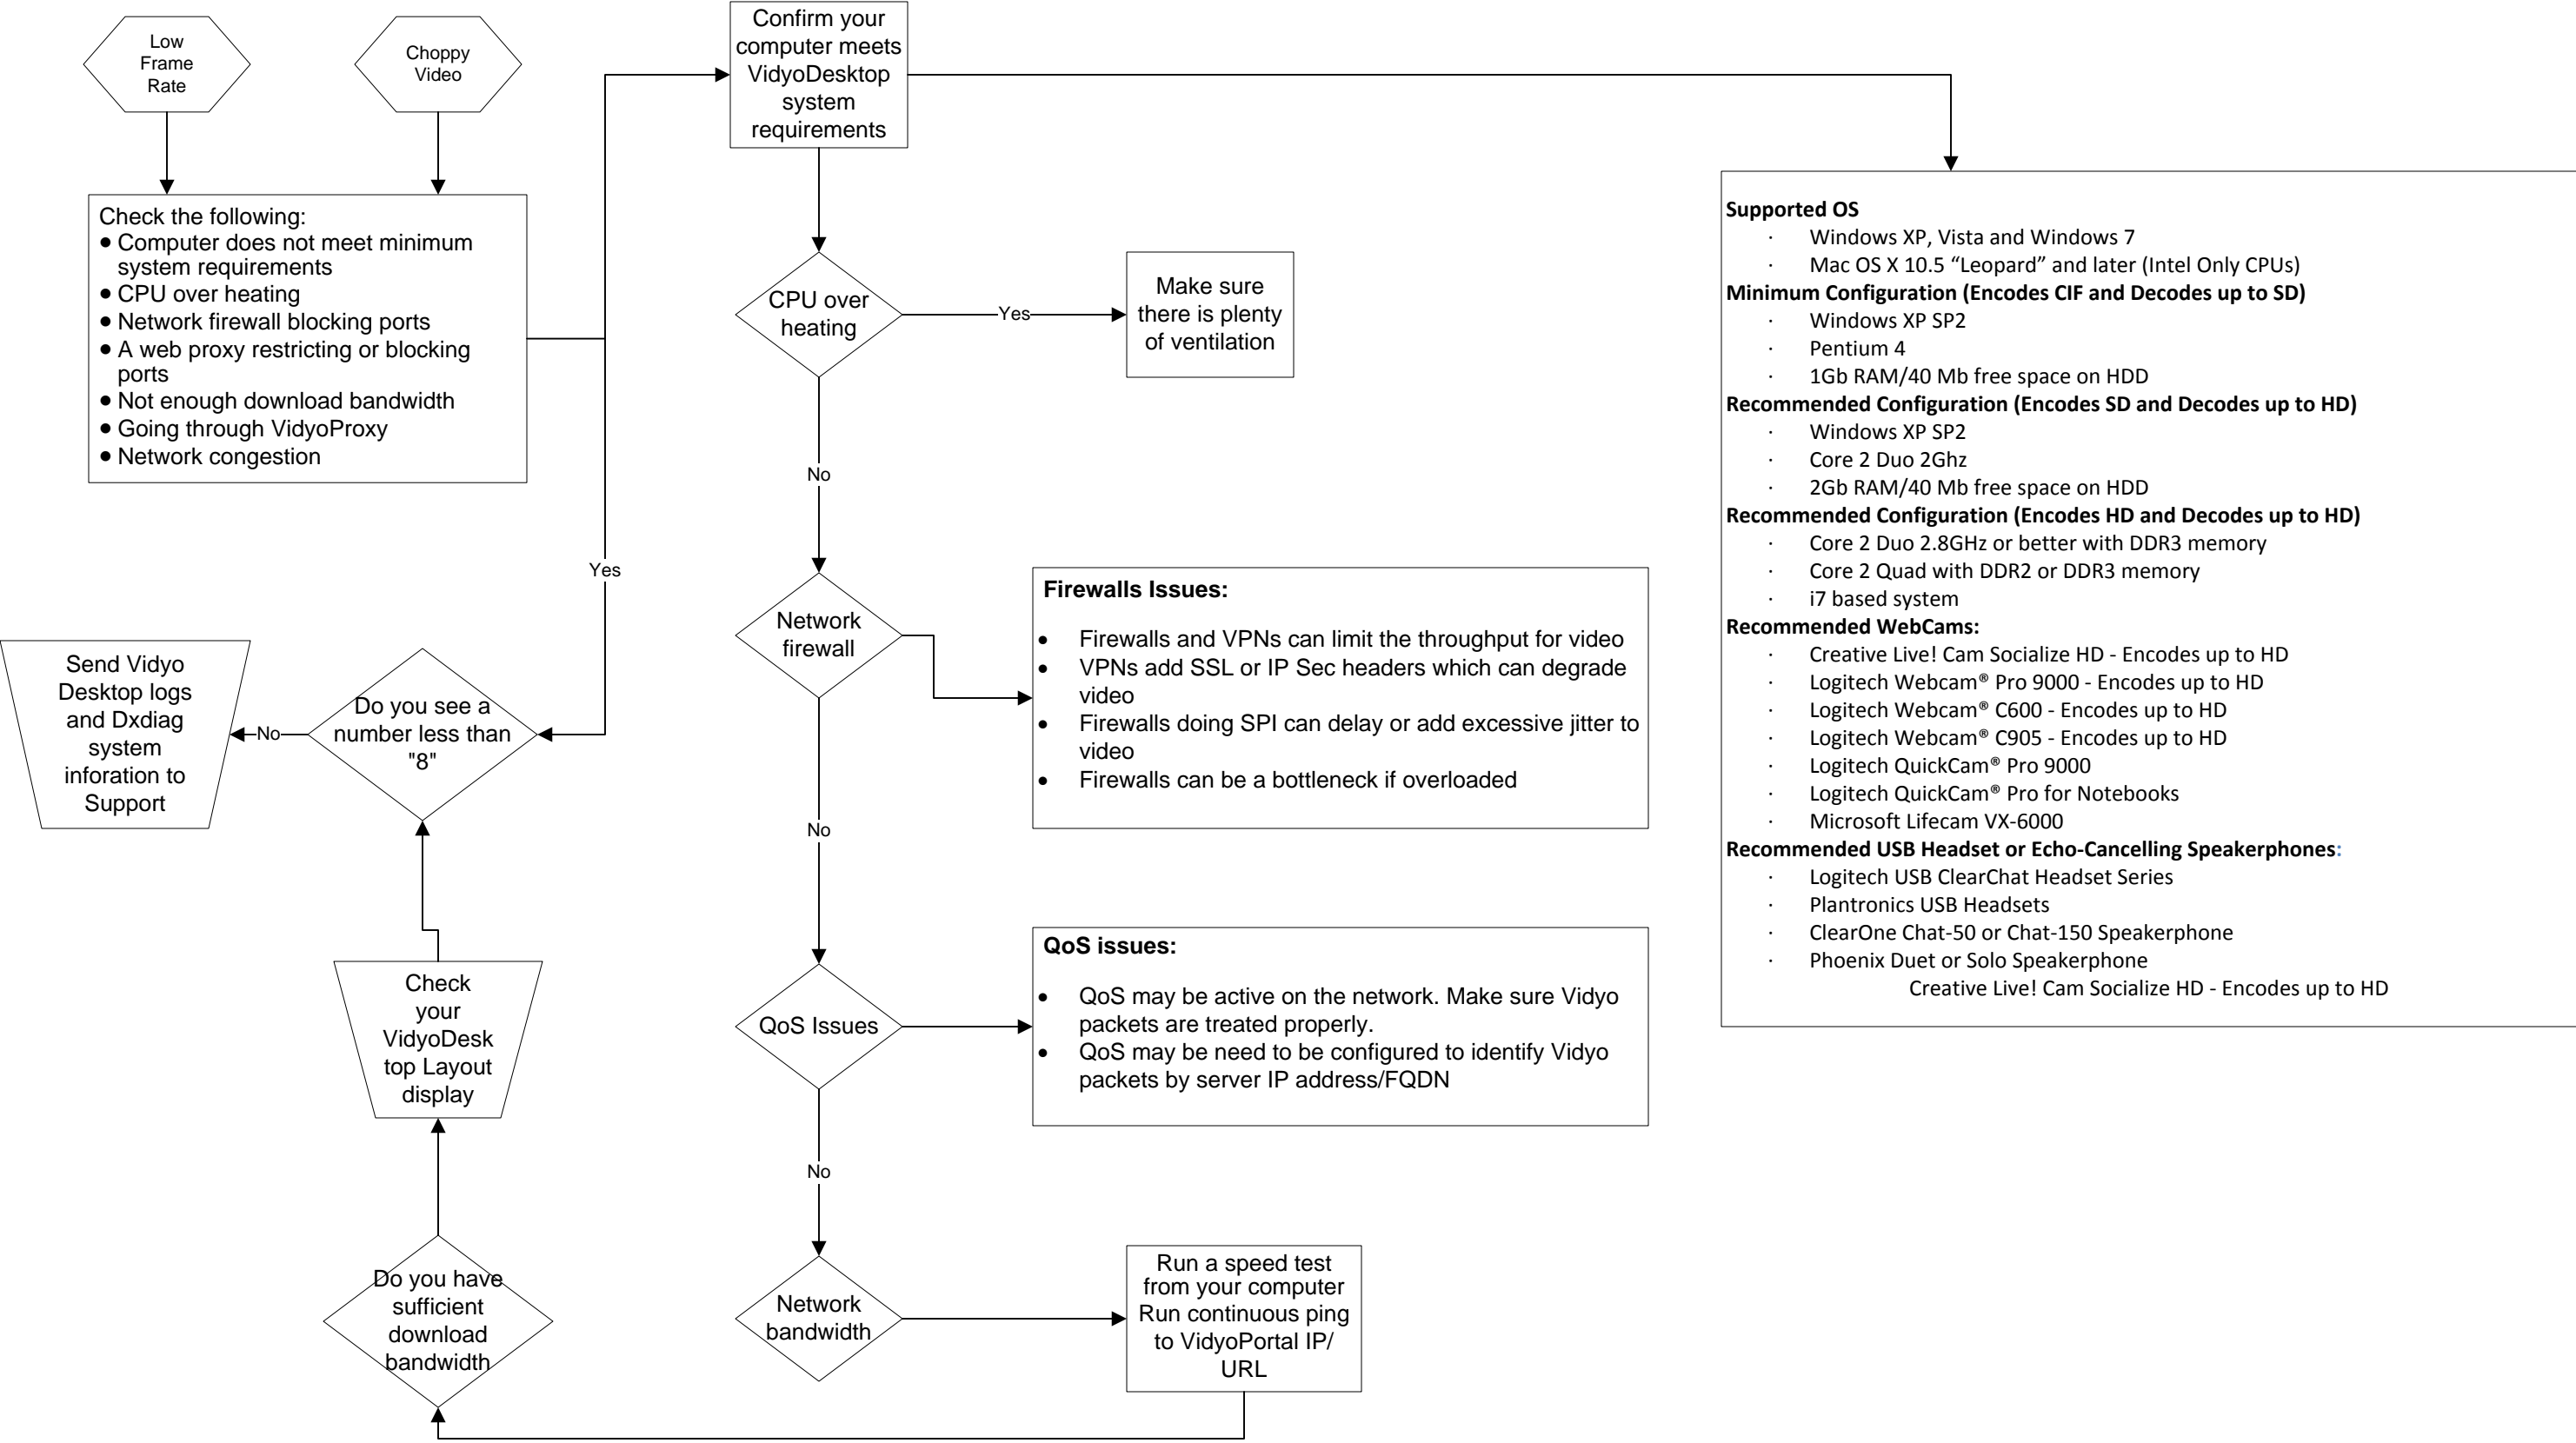 Low
Frame
Rate
Choppy
Video
Check the following:
● Computer does not meet minimum
system requirements
● CPU over heating
● Network firewall blocking ports
● A web proxy restricting or blocking
ports
● Not enough download bandwidth
● Going through VidyoProxy
● Network congestion
Yes
Send Vidyo
Desktop logs
and Dxdiag
system
inforation to
Support
No
Do you see a
number less than
"8"
Check
your
VidyoDesk
top Layout
display
Do you have
sufficient
download
bandwidth
Confirm your
computer meets
VidyoDesktop
system
requirements
CPU over
heating
Yes
Make sure
there is plenty
of ventilation
No
Network
firewall
Firewalls Issues:
• Firewalls and VPNs can limit the throughput for video
• VPNs add SSL or IP Sec headers which can degrade
video
• Firewalls doing SPI can delay or add excessive jitter to
video
• Firewalls can be a bottleneck if overloaded
No
QoS Issues
QoS issues:
• QoS may be active on the network. Make sure Vidyo
packets are treated properly.
• QoS may be need to be configured to identify Vidyo
packets by server IP address/FQDN
No
Network
bandwidth
Run a speed test
from your computer
Run continuous ping
to VidyoPortal IP/
URL
Supported OS
· Windows XP, Vista and Windows 7
· Mac OS X 10.5 “Leopard” and later (Intel Only CPUs)
Minimum Configuration (Encodes CIF and Decodes up to SD)
· Windows XP SP2
· Pentium 4
· 1Gb RAM/40 Mb free space on HDD
Recommended Configuration (Encodes SD and Decodes up to HD)
· Windows XP SP2
· Core 2 Duo 2Ghz
· 2Gb RAM/40 Mb free space on HDD
Recommended Configuration (Encodes HD and Decodes up to HD)
· Core 2 Duo 2.8GHz or better with DDR3 memory
· Core 2 Quad with DDR2 or DDR3 memory
· i7 based system
Recommended WebCams:
· Creative Live! Cam Socialize HD - Encodes up to HD
· Logitech Webcam® Pro 9000 - Encodes up to HD
· Logitech Webcam® C600 - Encodes up to HD
· Logitech Webcam® C905 - Encodes up to HD
· Logitech QuickCam® Pro 9000
· Logitech QuickCam® Pro for Notebooks
· Microsoft Lifecam VX-6000
Recommended USB Headset or Echo-Cancelling Speakerphones:
· Logitech USB ClearChat Headset Series
· Plantronics USB Headsets
· ClearOne Chat-50 or Chat-150 Speakerphone
· Phoenix Duet or Solo Speakerphone
Creative Live! Cam Socialize HD - Encodes up to HD